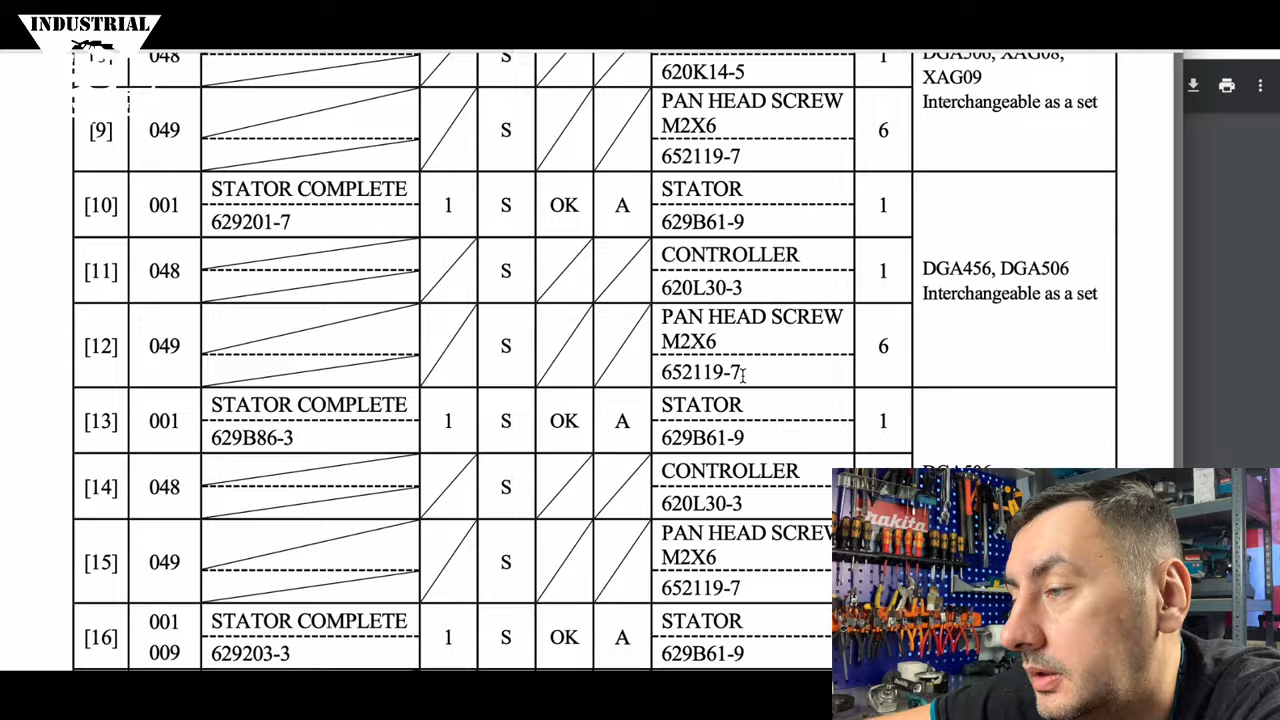 INDUSTRIAL
048
S
620K14-5
1
DGA506, XAG08,
XAG09
Interchangeable as a set
[9]
049
S
PAN HEAD SCREW
M2X6
652119-7
6
[10]
001
STATOR COMPLETE
629201-7
1
S
OK
A
STATOR
629B61-9
1
[11]
048
S
CONTROLLER
620L30-3
1
DGA456, DGA506
Interchangeable as a set
[12]
049
S
PAN HEAD SCREW
M2X6
652119-7
6
[13]
001
STATOR COMPLETE
629B86-3
1
S
OK
A
STATOR
629B61-9
1
[14]
048
S
CONTROLLER
620L30-3
[15]
049
S
PAN HEAD SCREW
M2X6
652119-7
[16]
001
009
STATOR COMPLETE
629203-3
1
S
OK
A
STATOR
629B61-9
makita